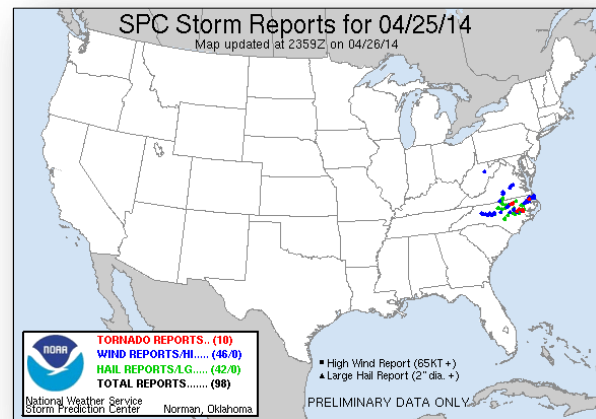 SPC Storm Reports for 04/25/14
Map updated at 2359Z on 04/26/14
NOAA
TORNADO REPORTS.. (10)
WIND REPORTS/HI..... (46/0)
HAIL REPORTS/LG..... (42/0)
TOTAL REPORTS....... (98)
National Weather Service
Storm Prediction Center Norman, Oklahoma
High Wind Report (65KT +)
Large Hail Report (2" dia. +)
PRELIMINARY DATA ONLY